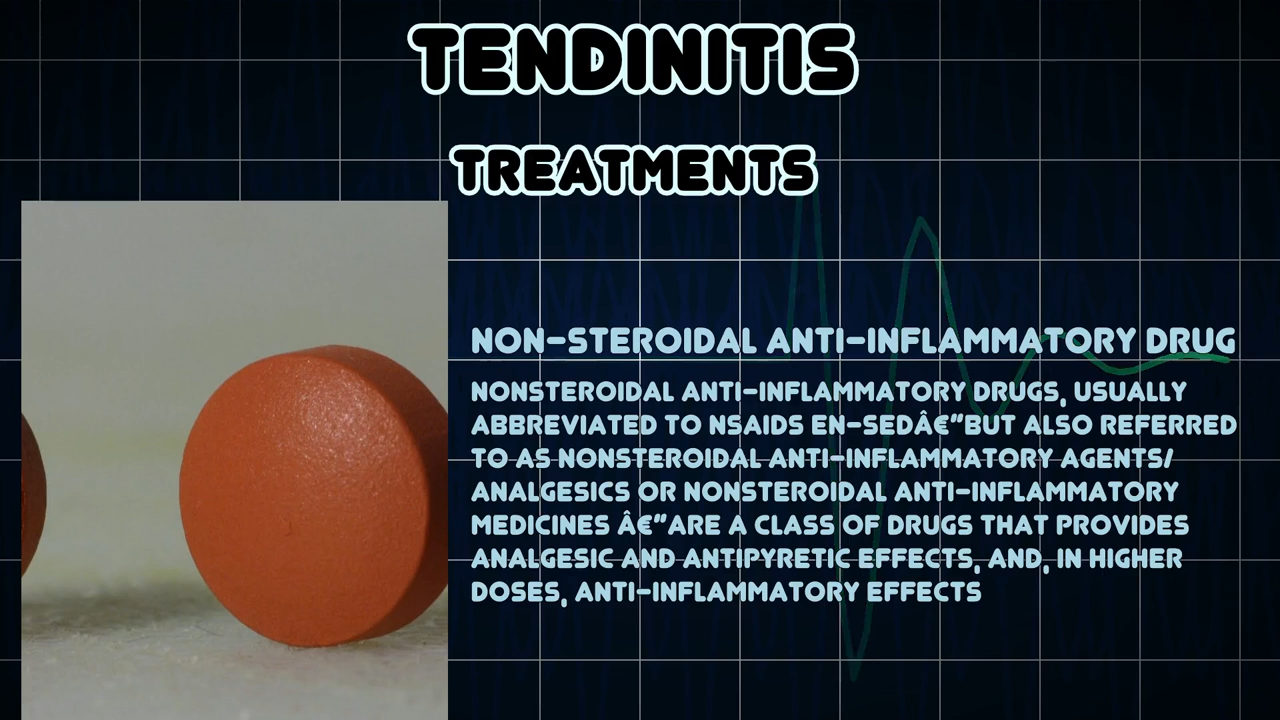 TENDINITIS
TREATMENTS
NON-STEROIDAL ANTI-INFLAMMATORY DRUG
NONSTEROIDAL ANTI-INFLAMMATORY DRUGS, USUALLY
ABBREVIATED TO NSAIDS EN-SEDÂ€"BUT ALSO REFERRED
TO AS NONSTEROIDAL ANTI-INFLAMMATORY AGENTS/
ANALGESICS OR NONSTEROIDAL ANTI-INFLAMMATORY
MEDICINES Â€"ARE A CLASS OF DRUGS THAT PROVIDES
ANALGESIC AND ANTIPYRETIC EFFECTS, AND, IN HIGHER
DOSES, ANTI-INFLAMMATORY EFFECTS